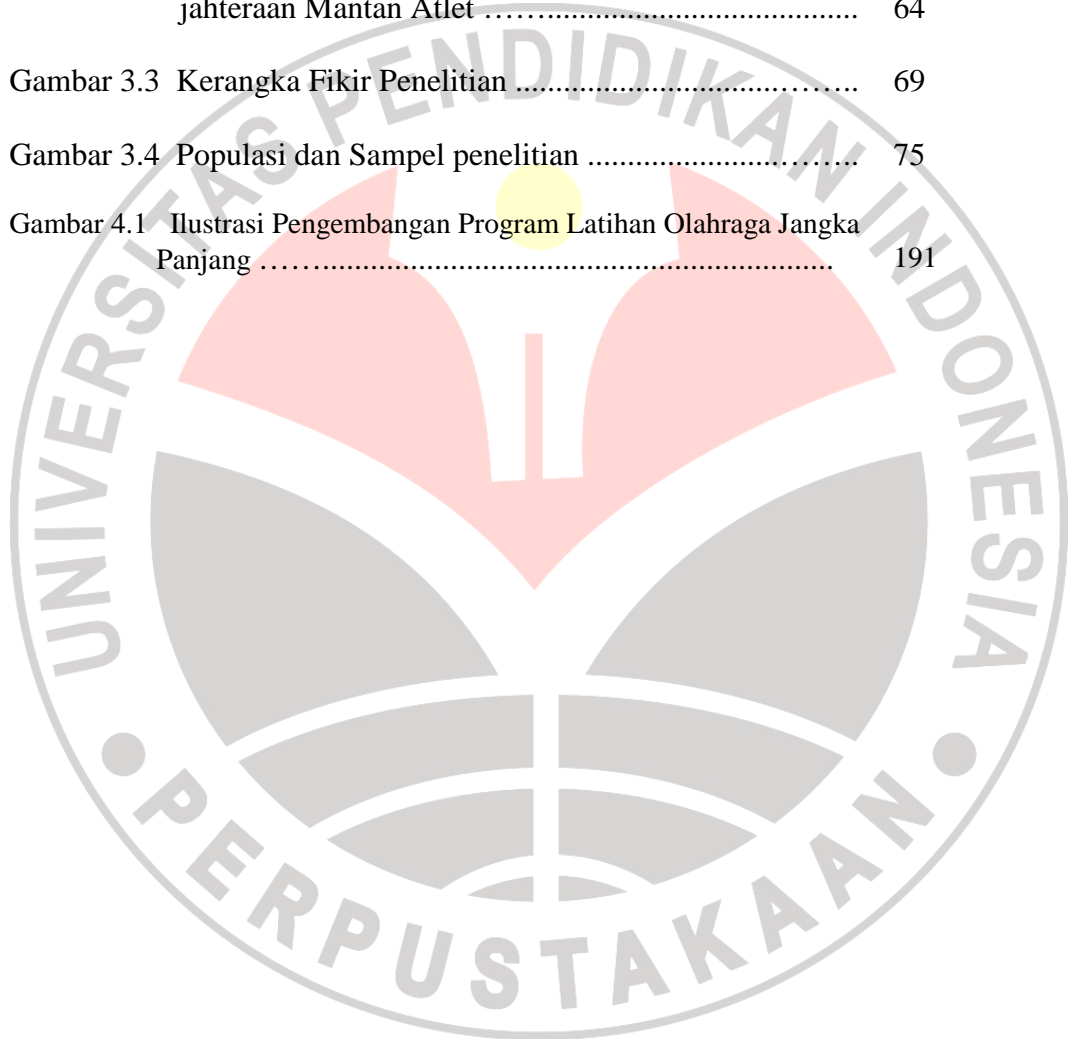 jahteraan Mantan Atlet ……........................................ 64
Gambar 3.3 Kerangka Fikir Penelitian ..................................…….. 69
Gambar 3.4 Populasi dan Sampel penelitian .........................…….. 75
Gambar 4.1 Ilustrasi Pengembangan Program Latihan Olahraga Jangka
Panjang ……............................................................... 191
UNIVERSITAS PENDIDIKAN INDONESIA
PERPUSTAKAAN